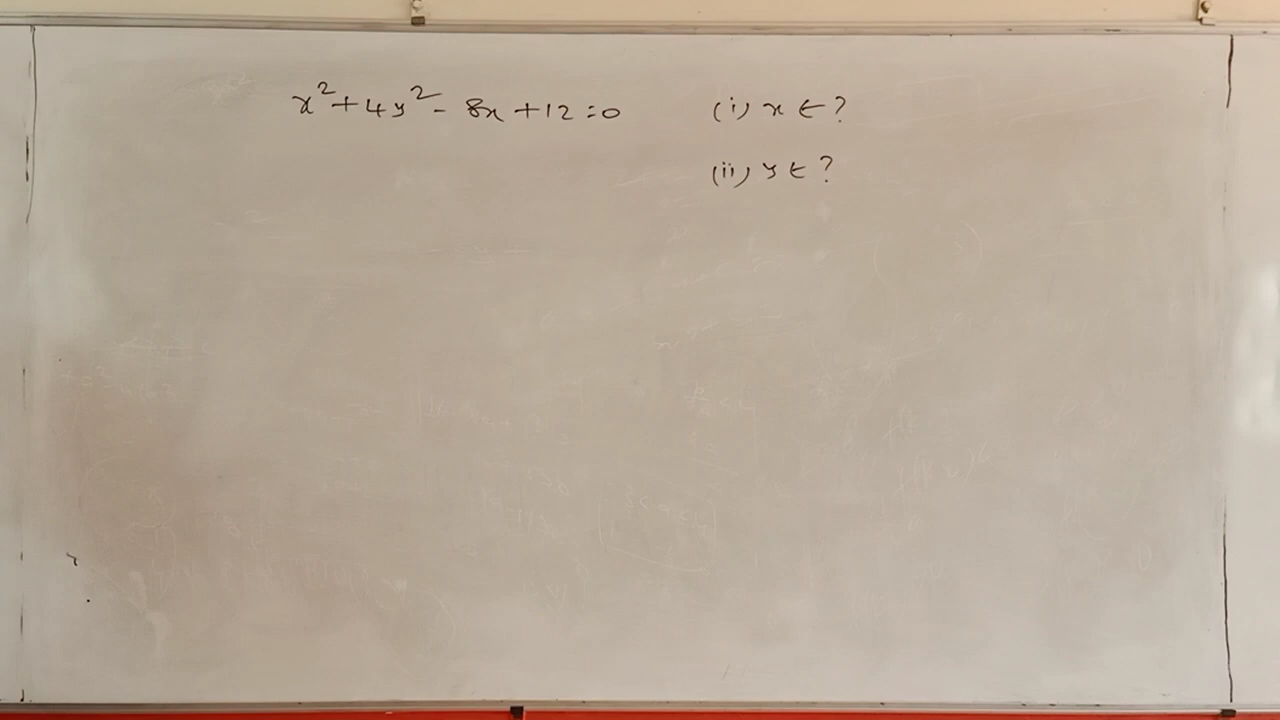 x² + 4y² - 8x + 12 = 0 (i) x ∈ ?
(ii) y ∈ ?